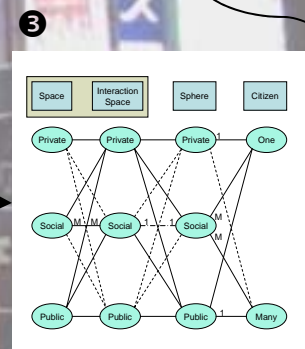 ❸
Space Interaction Space Sphere Citizen
Private Private Private 1 One
Social M M Social 1 1 Social M
M
Public Public Public 1 Many